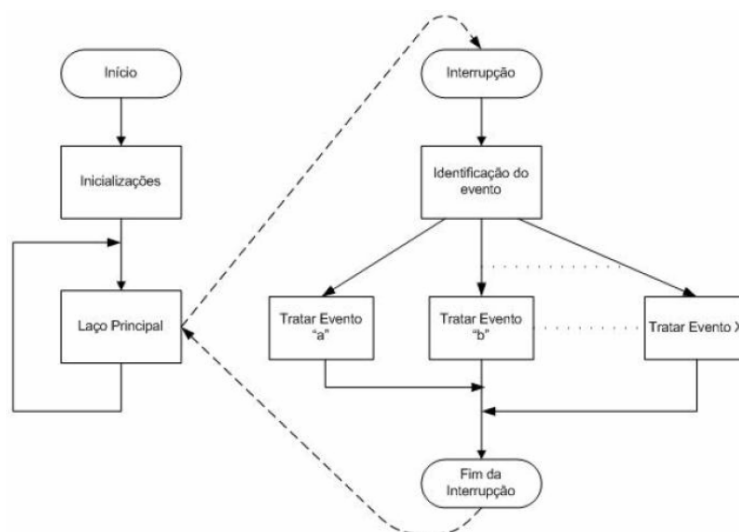 Início
Interrupção
Inicializações
Identificação do
evento
Laço Principal
Tratar Evento
"a"
Tratar Evento
"b"
Tratar Evento X
Fim da
Interrupção